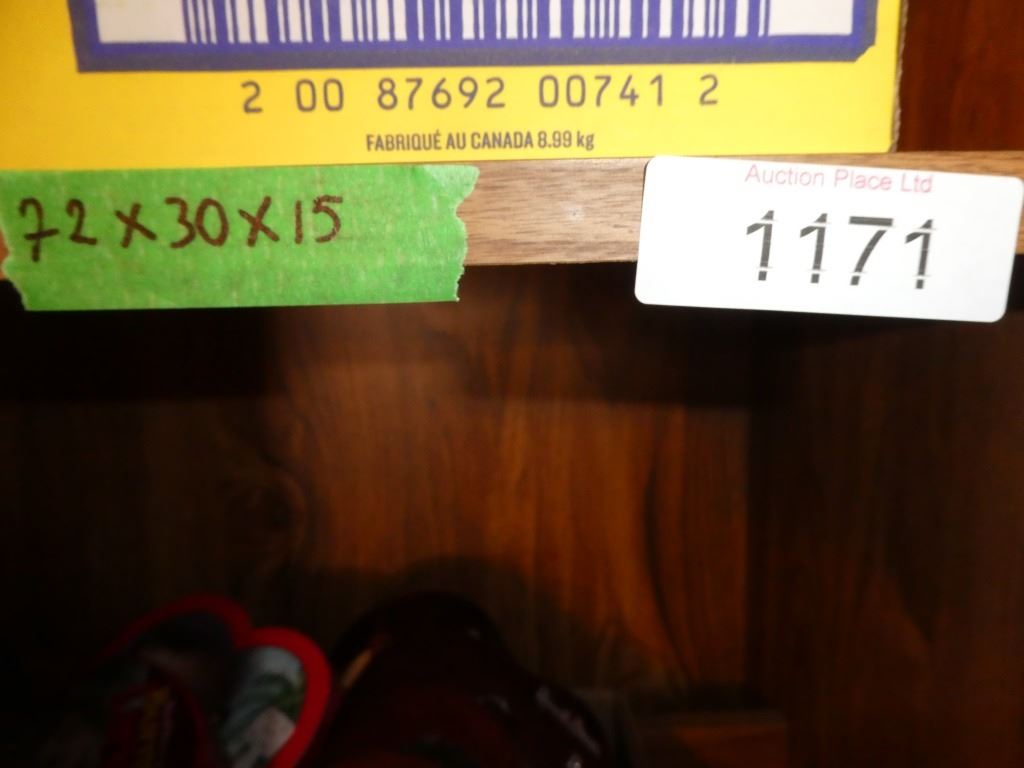 2 00 87692 00741 2
FABRIQUÉ AU CANADA 8.99 kg
72 x 30 x 15
Auction Place Ltd
1171